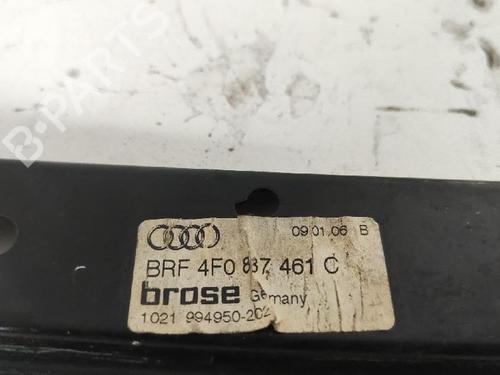 B-PARTS
09.01.06 B
BRF 4F0 837 461 C
brose Germany
1021 994950-202